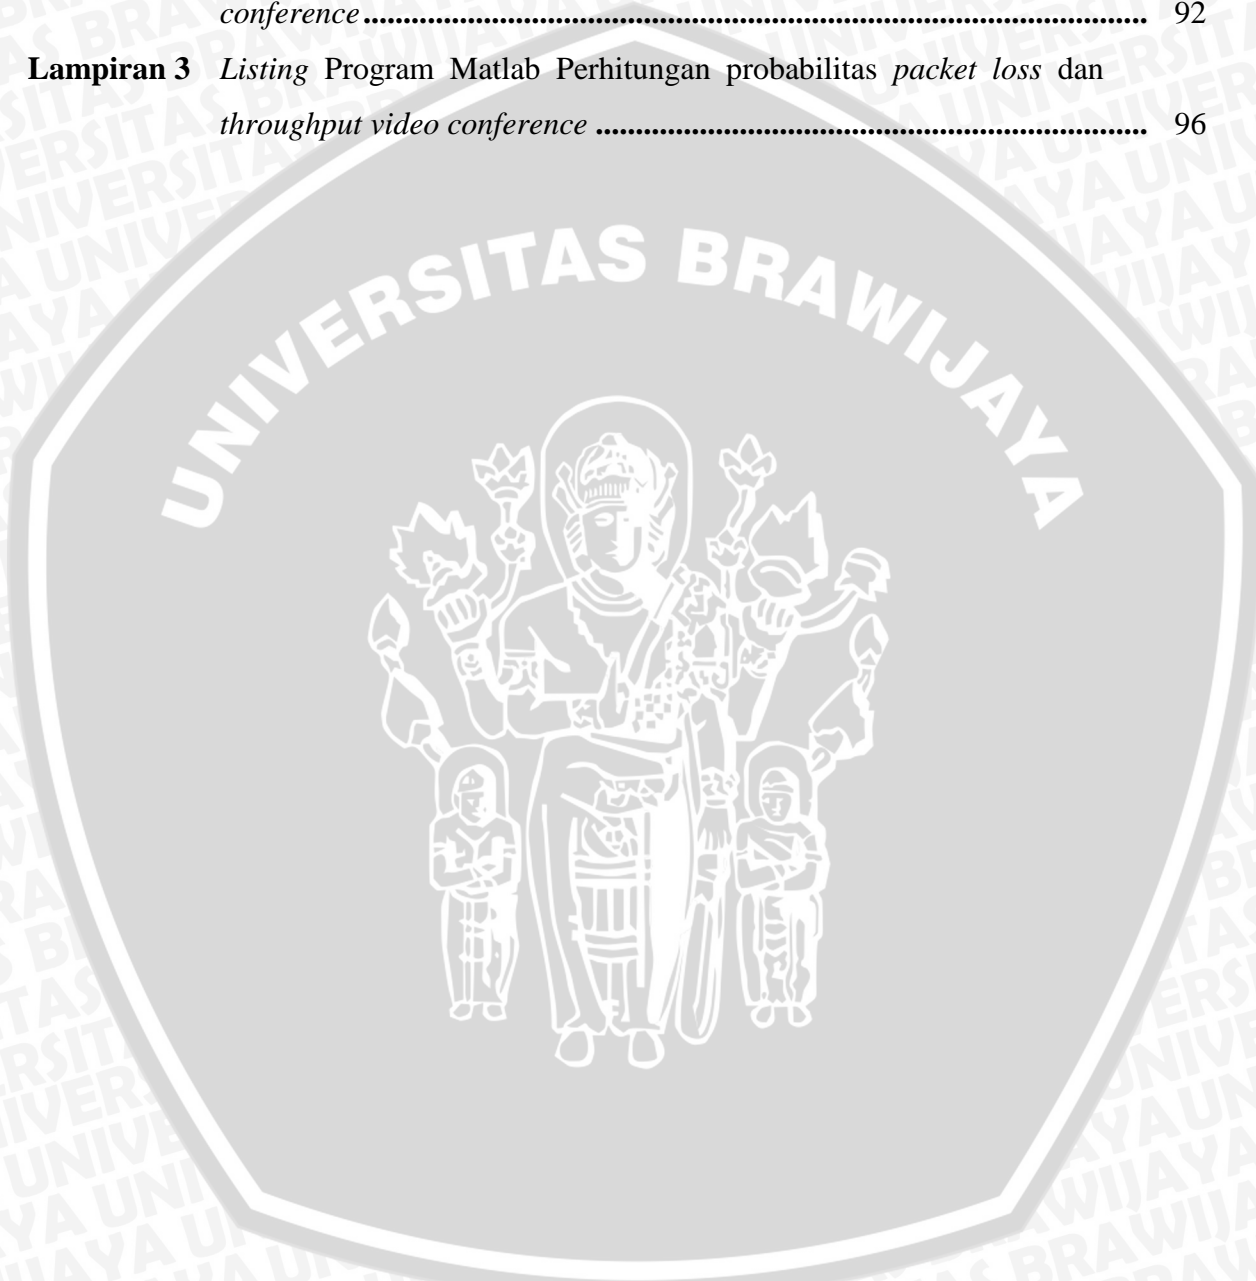 conference.................................................................................................. 92
Lampiran 3 Listing Program Matlab Perhitungan probabilitas packet loss dan
throughput video conference ..................................................................... 96
UNIVERSITAS BRAWIJAYA